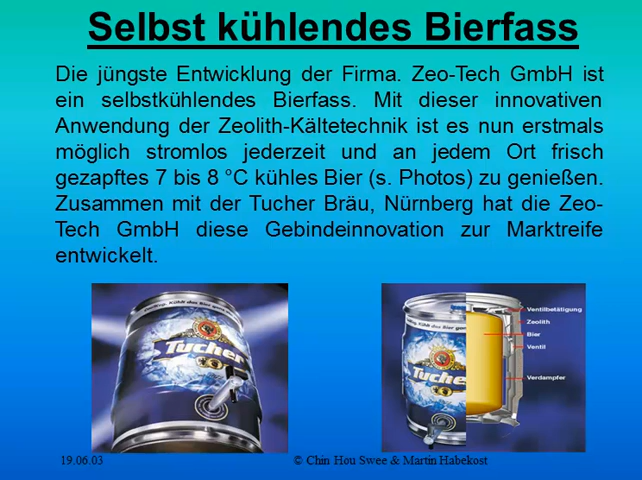 Selbst kühlendes Bierfass
Die jüngste Entwicklung der Firma. Zeo-Tech GmbH ist
ein selbstkühlendes Bierfass. Mit dieser innovativen
Anwendung der Zeolith-Kältetechnik ist es nun erstmals
möglich stromlos jederzeit und an jedem Ort frisch
gezapftes 7 bis 8 °C kühles Bier (s. Photos) zu genießen.
Zusammen mit der Tucher Bräu, Nürnberg hat die Zeo-
Tech GmbH diese Gebindeinnovation zur Marktreife
entwickelt.
Tucher
Tucher
Ventilbetätigung
Zeolith
Bier
Ventil
Verdampfer
19.06.03
© Chin Hou Swee & Martin Habekost